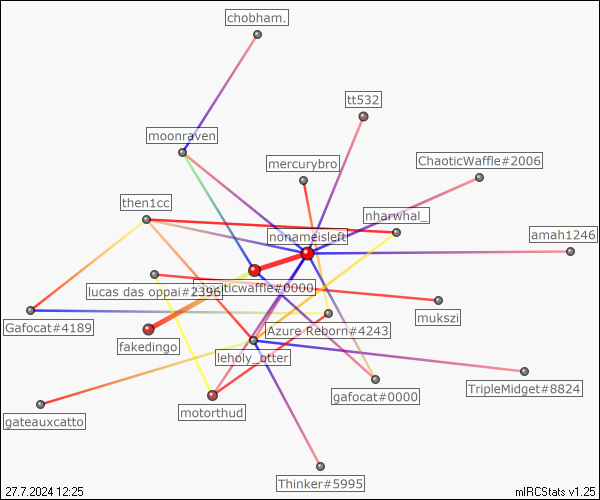 chobham.
tt532
moonraven
mercurybro
ChaoticWaffle#2006
then1cc
nharwhal_
nonameisleft
amah1246
lucas das oppai#2396
aoticwaffle#0000
mukszi
Gafocat#4189
Azure Reborn#4243
fakedingo
leholy_otter
TripleMidget#8824
gafocat#0000
motorthud
gateauxcatto
Thinker#5995
27.7.2024 12:25
mIRCStats v1.25